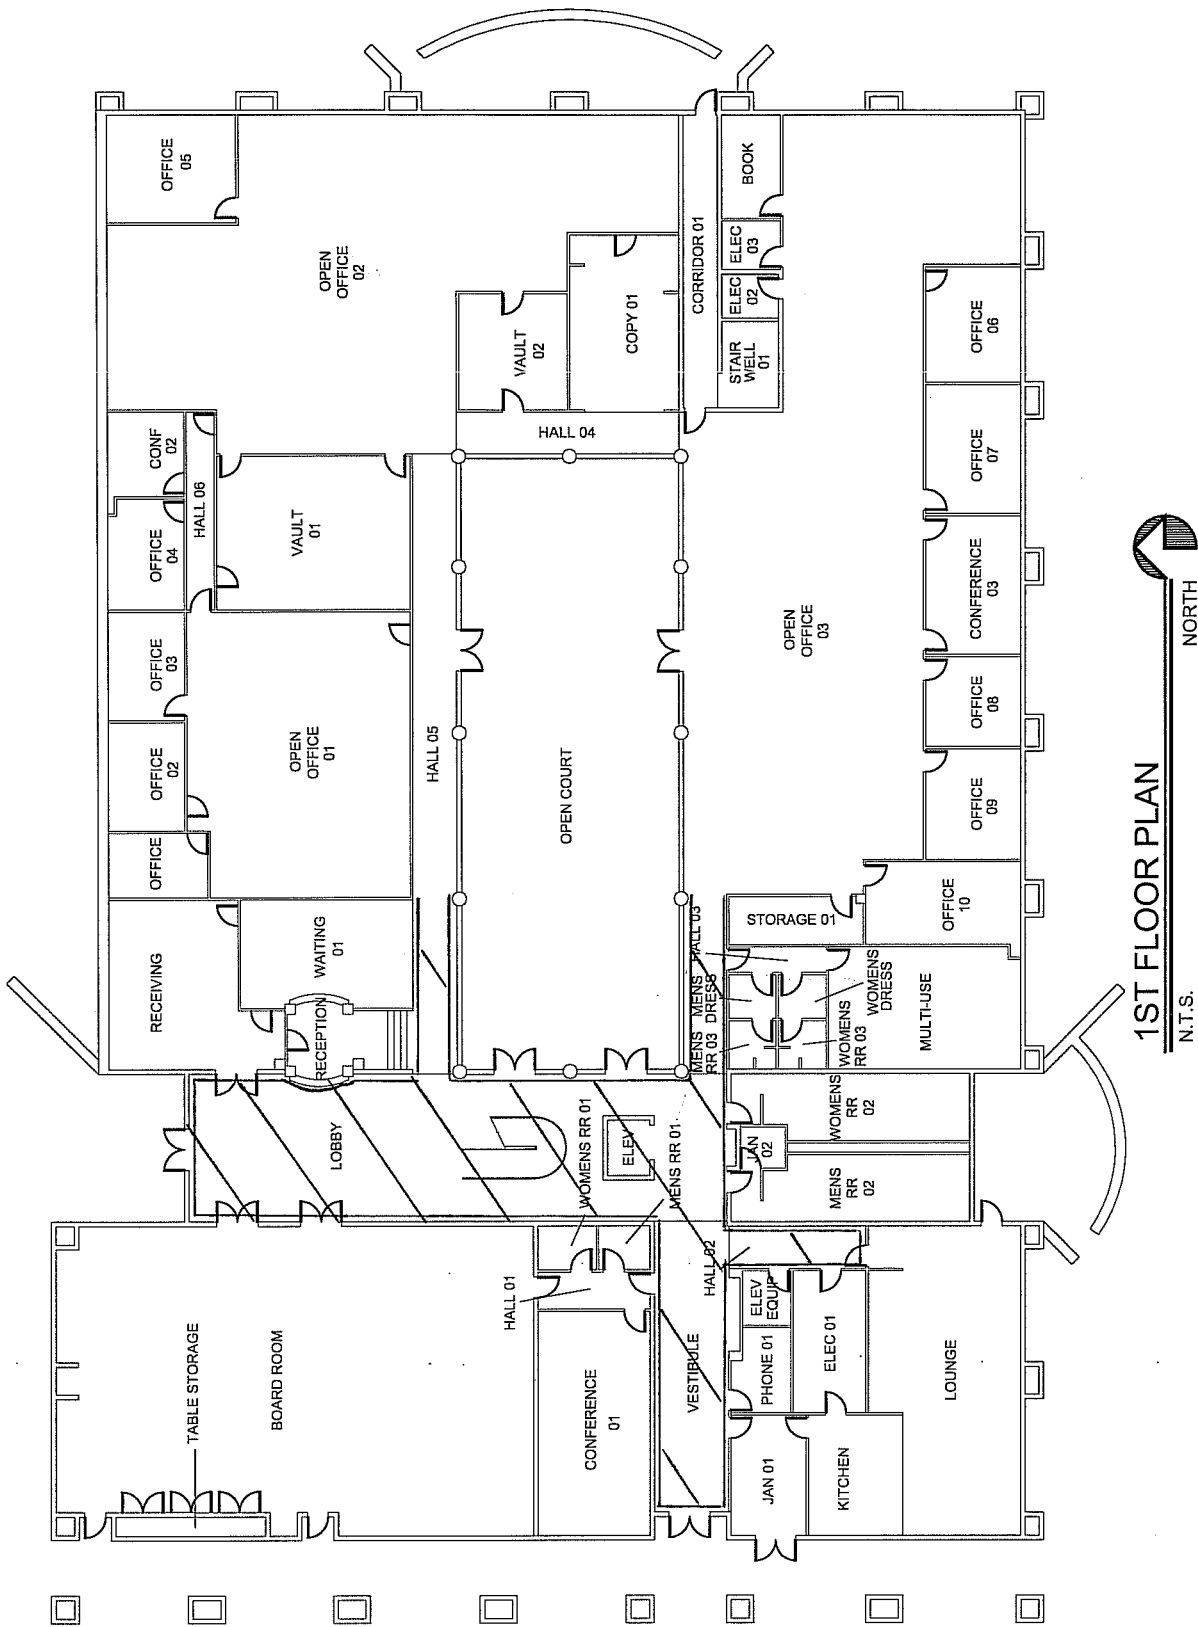 OFFICE
05
OPEN
OFFICE
02
BOOK
ELEC
03
ELEC
02
STAIR
WELL
01
CORRIDOR 01
COPY 01
VAULT
02
HALL 04
CONF
02
HALL 06
OFFICE
04
VAULT
01
OFFICE
03
OFFICE
02
OFFICE
OPEN
OFFICE
01
HALL 05
OPEN COURT
OPEN
OFFICE
03
OFFICE
06
OFFICE
07
CONFERENCE
03
OFFICE
08
OFFICE
09
OFFICE
10
STORAGE 01
HALL 03
MENS
DRESS
WOMENS
DRESS
MENS
RR 03
WOMENS
RR 03
MULTI-USE
RECEIVING
WAITING
01
RECEPTION
LOBBY
ELEV
WOMENS RR 01
MENS RR 01
WOMENS
RR
02
JAN
02
MENS
RR
02
HALL 01
HALL 02
TABLE STORAGE
BOARD ROOM
CONFERENCE
01
VESTIBULE
ELEV
EQUIP
PHONE 01
ELEC 01
JAN 01
KITCHEN
LOUNGE
1ST FLOOR PLAN
N.T.S.
NORTH